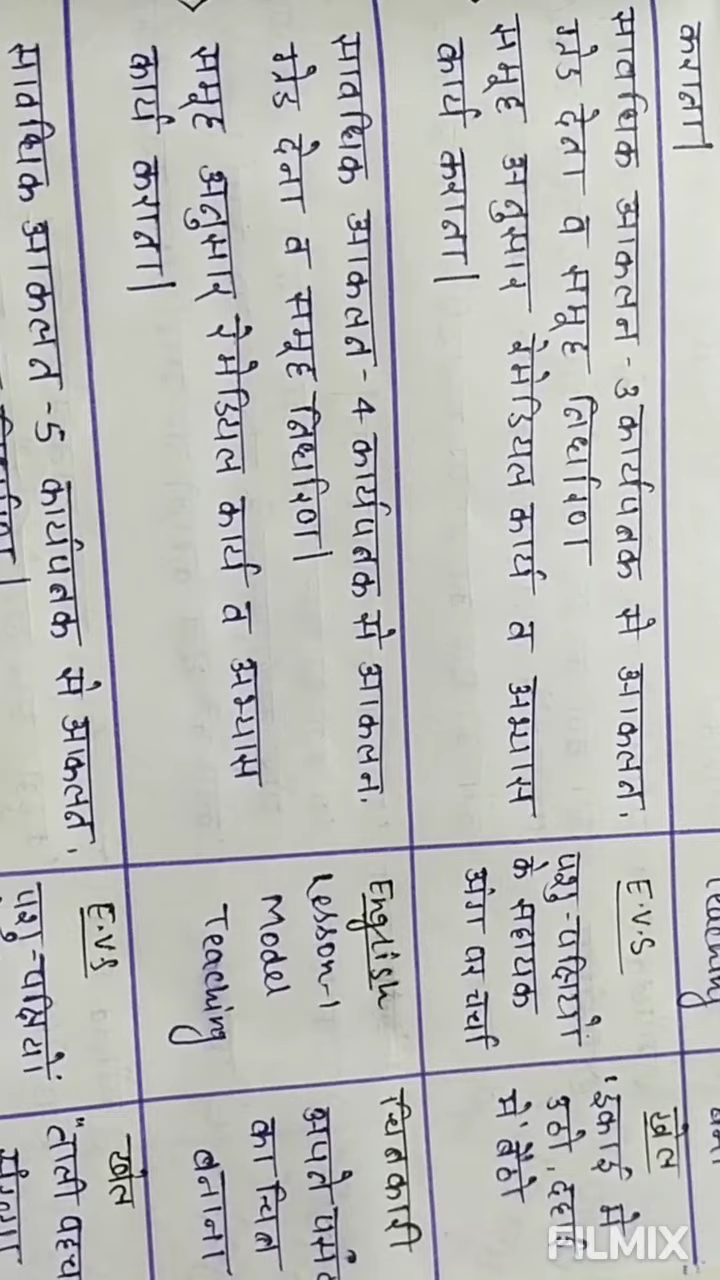 कराना।
सावधिक आकलन-3 कार्यपत्रक से आकलन.
ग्रेड देना व समूह निर्धारण
समूह अनुसार रेमेडियल कार्य व अभ्यास
कार्य कराना।
E.V.S
पशु-पक्षियों
के सहायक
अंग पर चर्चा
खेल
"इकाई में
उठो, दहाई
में बैठो
सावधिक आकलन-4 कार्यपत्रक से आकलन.
ग्रेड देना व समूह निर्धारण।
समूह अनुसार रेमेडियल कार्य व अभ्यास
कार्य कराना।
English
Lesson-1
Model
Teaching
चित्रकारी
अपने पसंद
का चित्र
बनाना
सावधिक आकलन-5 कार्यपत्रक से आकलन.
E.V.S
पशु-पक्षियों
खेल
"ताली
FILMIX